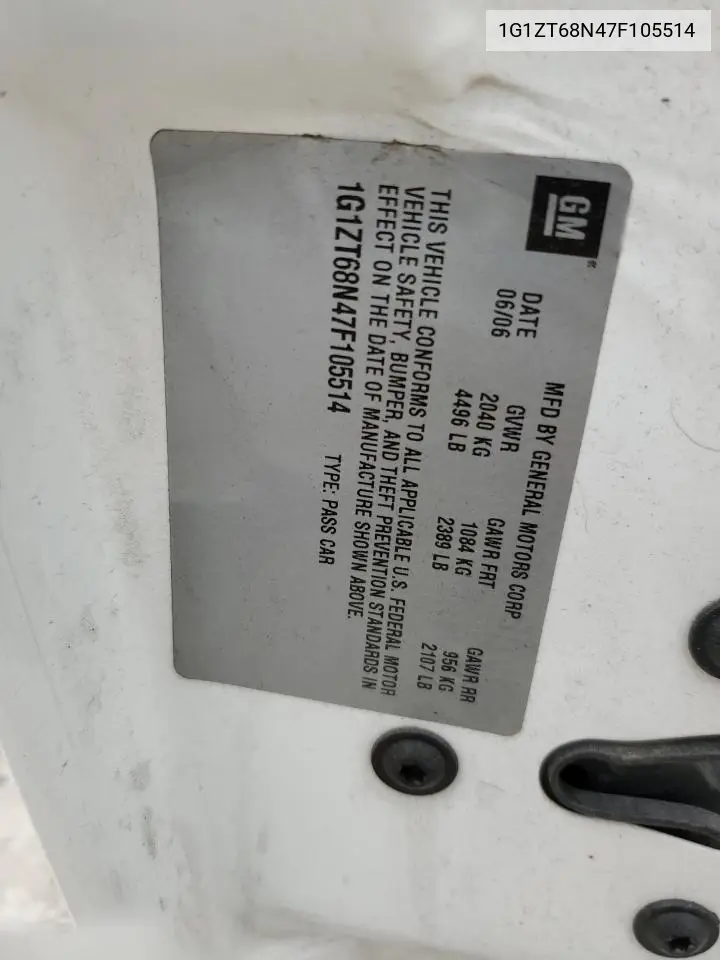 1G1ZT68N47F105514
GM
MFD BY GENERAL MOTORS CORP
DATE GVWR GAWR FRT GAWR RR
06/06 2040 KG 1084 KG 956 KG
4496 LB 2389 LB 2107 LB
THIS VEHICLE CONFORMS TO ALL APPLICABLE U.S. FEDERAL MOTOR
VEHICLE SAFETY, BUMPER, AND THEFT PREVENTION STANDARDS IN
EFFECT ON THE DATE OF MANUFACTURE SHOWN ABOVE.
1G1ZT68N47F105514 TYPE: PASS CAR